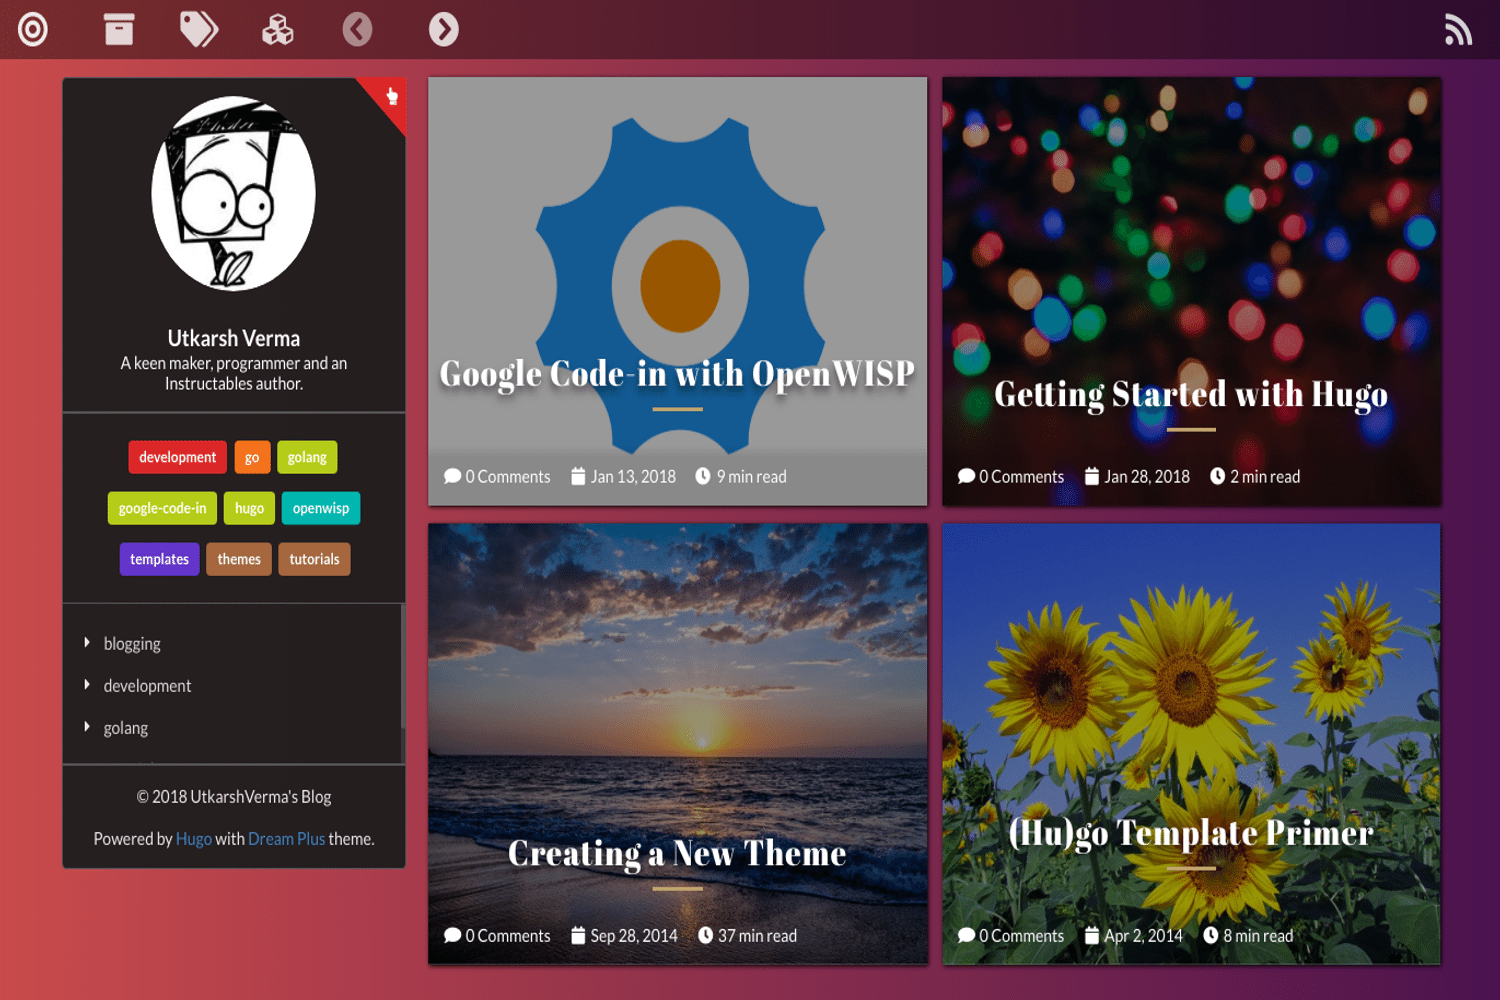 Utkarsh Verma
A keen maker, programmer and an
Instructables author.
development go golang
google-code-in hugo openwisp
templates themes tutorials
blogging
development
golang
© 2018 UtkarshVerma's Blog
Powered by Hugo with Dream Plus theme.
Google Code-in with OpenWISP
0 Comments Jan 13, 2018 9 min read
Getting Started with Hugo
0 Comments Jan 28, 2018 2 min read
Creating a New Theme
0 Comments Sep 28, 2014 37 min read
(Hu)go Template Primer
0 Comments Apr 2, 2014 8 min read